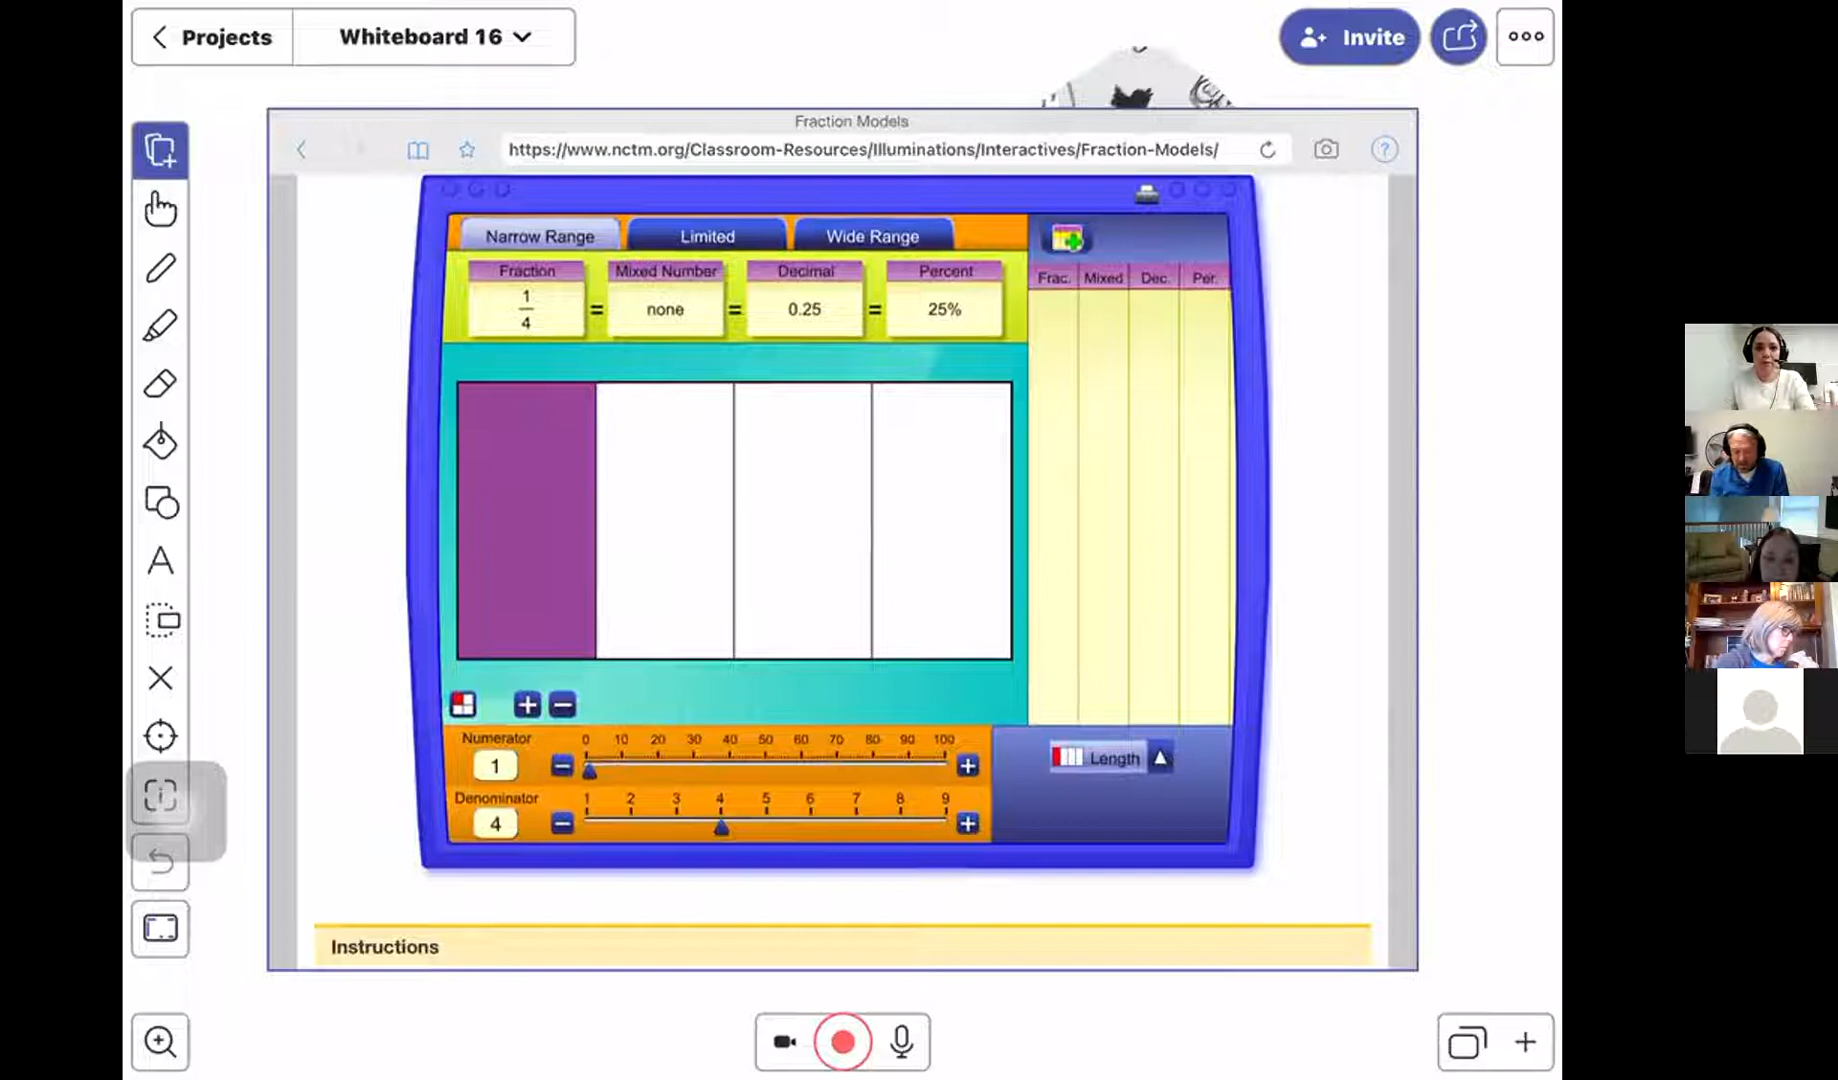 Projects
Whiteboard 16
Invite
Fraction Models
https://www.nctm.org/Classroom-Resources/Illuminations/Interactives/Fraction-Models/
?
Narrow Range
Limited
Wide Range
Fraction
Mixed Number
Decimal
Percent
1
4
=
none
=
0.25
=
25%
Frac.
Mixed
Dec.
Per.
Numerator
0 10 20 30 40 50 60 70 80 90 100
1
Length
Denominator
1 2 3 4 5 6 7 8 9
4
A
Instructions